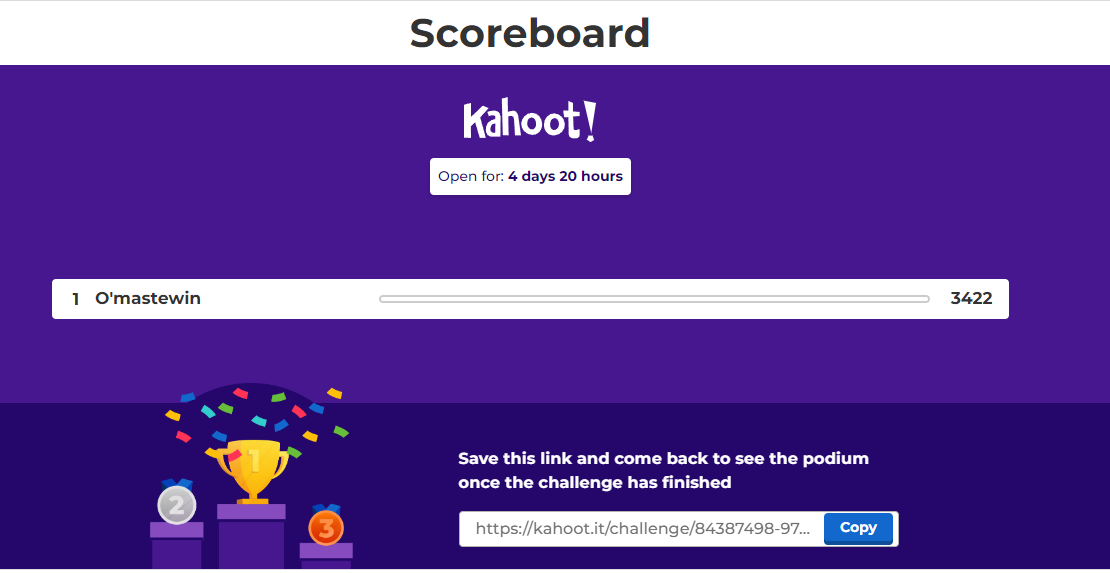 Scoreboard
Kahoot!
Open for: 4 days 20 hours
1 O'mastewin 3422
1
2
3
Save this link and come back to see the podium
once the challenge has finished
https://kahoot.it/challenge/84387498-97... Copy